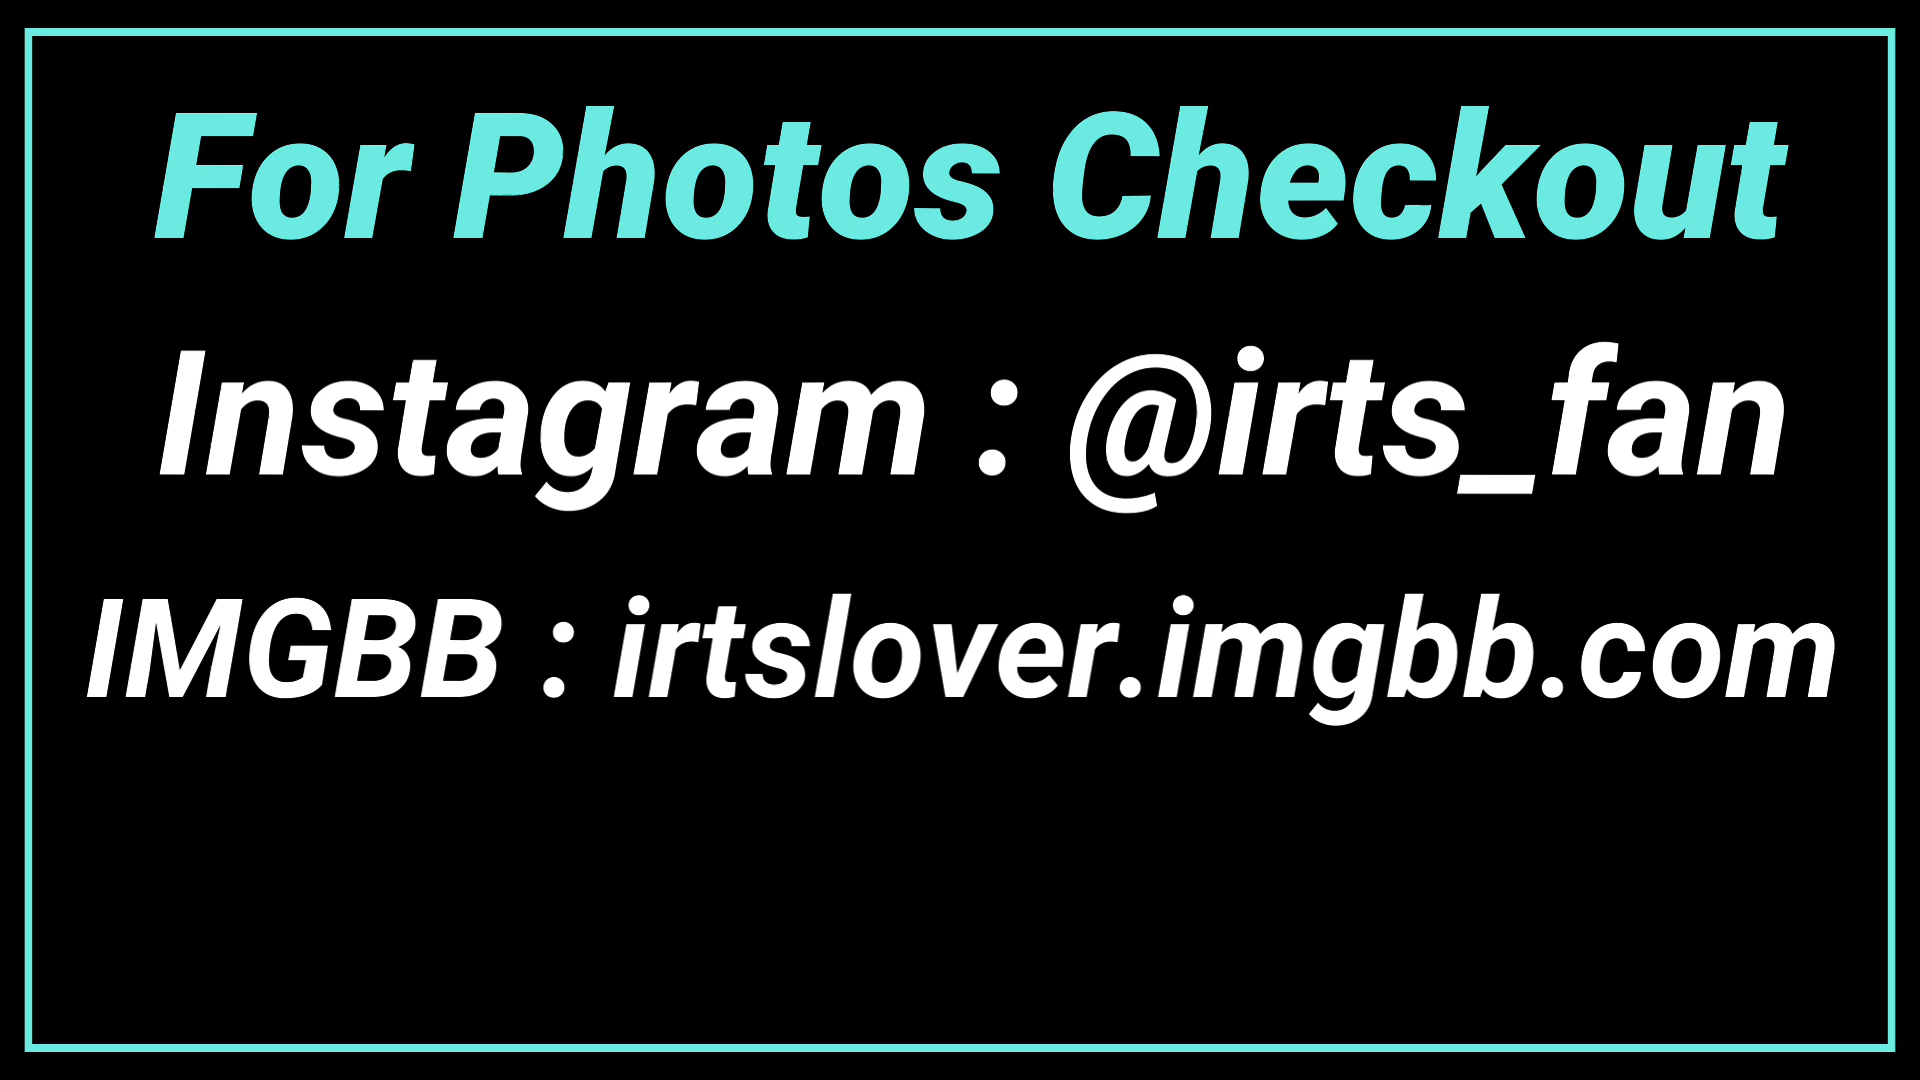 For Photos Checkout
Instagram : @irts_fan
IMGBB : irtslover.imgbb.com